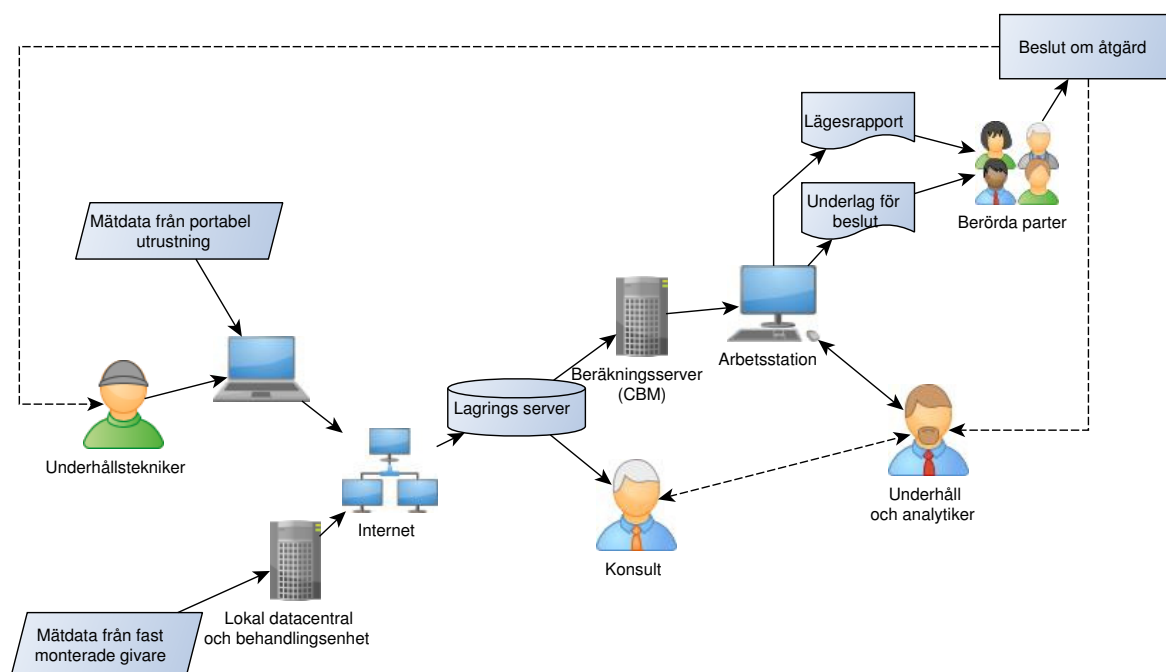 Beslut om åtgärd
Lägesrapport
Underlag för
beslut
Berörda parter
Mätdata från portabel
utrustning
Arbetsstation
Beräkningsserver
(CBM)
Lagrings server
Underhållstekniker
Internet
Konsult
Underhåll
och analytiker
Lokal datacentral
och behandlingsenhet
Mätdata från fast
monterade givare